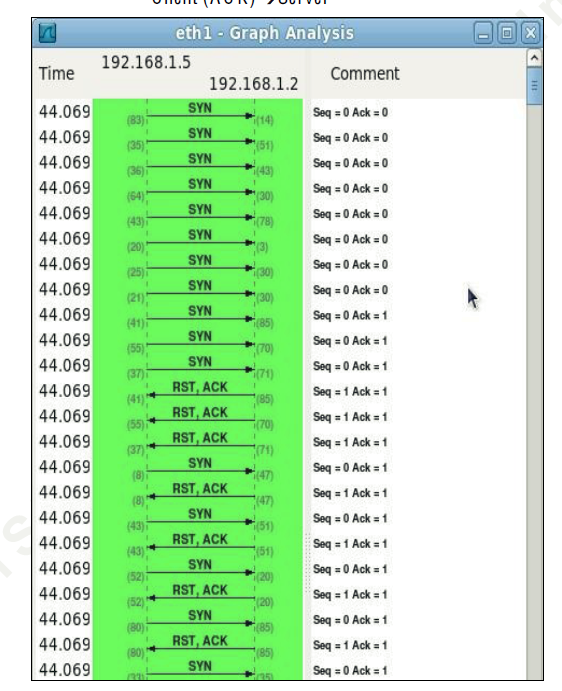 Client (ACK) →Server
eth1 - Graph Analysis
Time 192.168.1.5 192.168.1.2 Comment
44.069 SYN Seq = 0 Ack = 0
(83) (14)
44.069 SYN Seq = 0 Ack = 0
(35) (51)
44.069 SYN Seq = 0 Ack = 0
(36) (43)
44.069 SYN Seq = 0 Ack = 0
(64) (30)
44.069 SYN Seq = 0 Ack = 0
(43) (78)
44.069 SYN Seq = 0 Ack = 0
(20) (3)
44.069 SYN Seq = 0 Ack = 0
(25) (30)
44.069 SYN Seq = 0 Ack = 0
(21) (30)
44.069 SYN Seq = 0 Ack = 1
(41) (85)
44.069 SYN Seq = 0 Ack = 1
(55) (70)
44.069 SYN Seq = 0 Ack = 1
(37) (71)
44.069 RST, ACK Seq = 1 Ack = 1
(41) (85)
44.069 RST, ACK Seq = 1 Ack = 1
(55) (70)
44.069 RST, ACK Seq = 1 Ack = 1
(37) (71)
44.069 SYN Seq = 0 Ack = 1
(8) (47)
44.069 RST, ACK Seq = 1 Ack = 1
(8) (47)
44.069 SYN Seq = 0 Ack = 1
(43) (51)
44.069 RST, ACK Seq = 1 Ack = 1
(43) (51)
44.069 SYN Seq = 0 Ack = 1
(52) (20)
44.069 RST, ACK Seq = 1 Ack = 1
(52) (20)
44.069 SYN Seq = 0 Ack = 1
(80) (85)
44.069 RST, ACK Seq = 1 Ack = 1
(80) (85)
44.069 SYN Seq = 0 Ack = 1